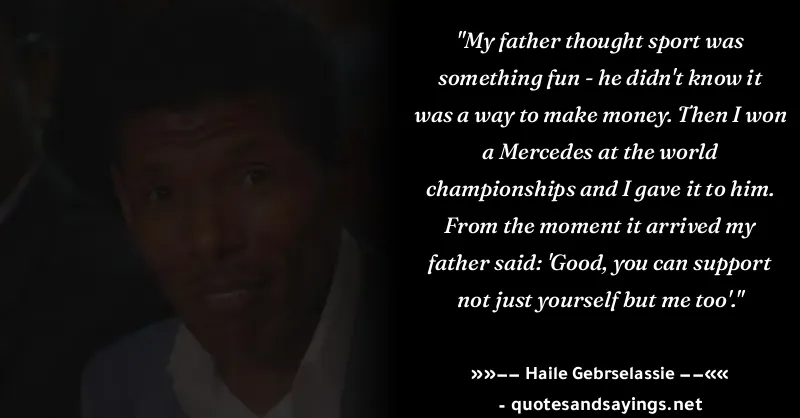 "My father thought sport was
something fun - he didn't know it
was a way to make money. Then I won
a Mercedes at the world
championships and I gave it to him.
From the moment it arrived my
father said: 'Good, you can support
not just yourself but me too'."
»»−− Haile Gebrselassie −−««
- quotesandsayings.net